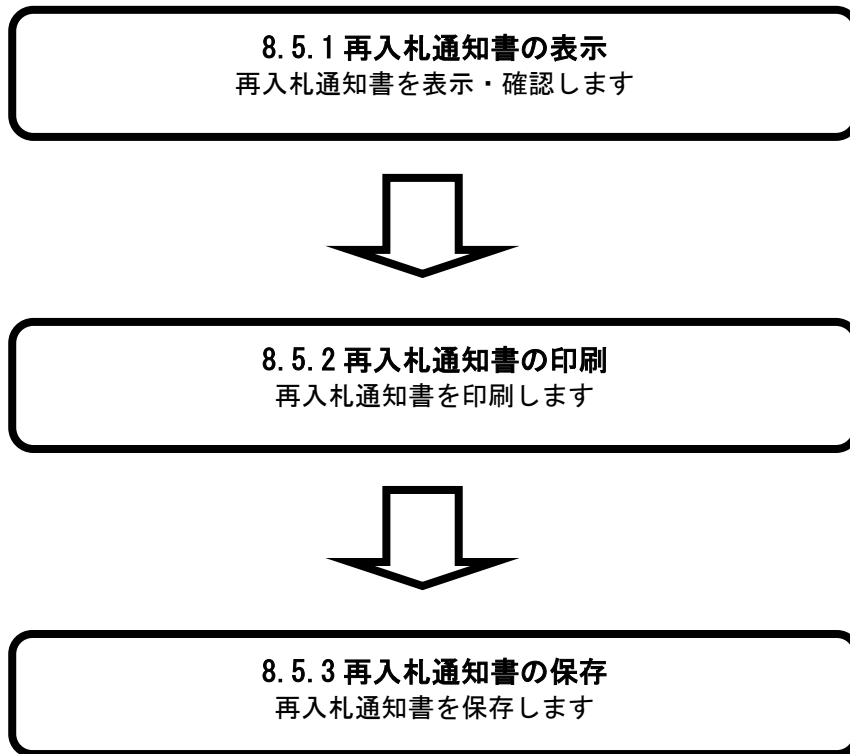 8.5.1 再入札通知書の表示
再入札通知書を表示・確認します
8.5.2 再入札通知書の印刷
再入札通知書を印刷します
8.5.3 再入札通知書の保存
再入札通知書を保存します